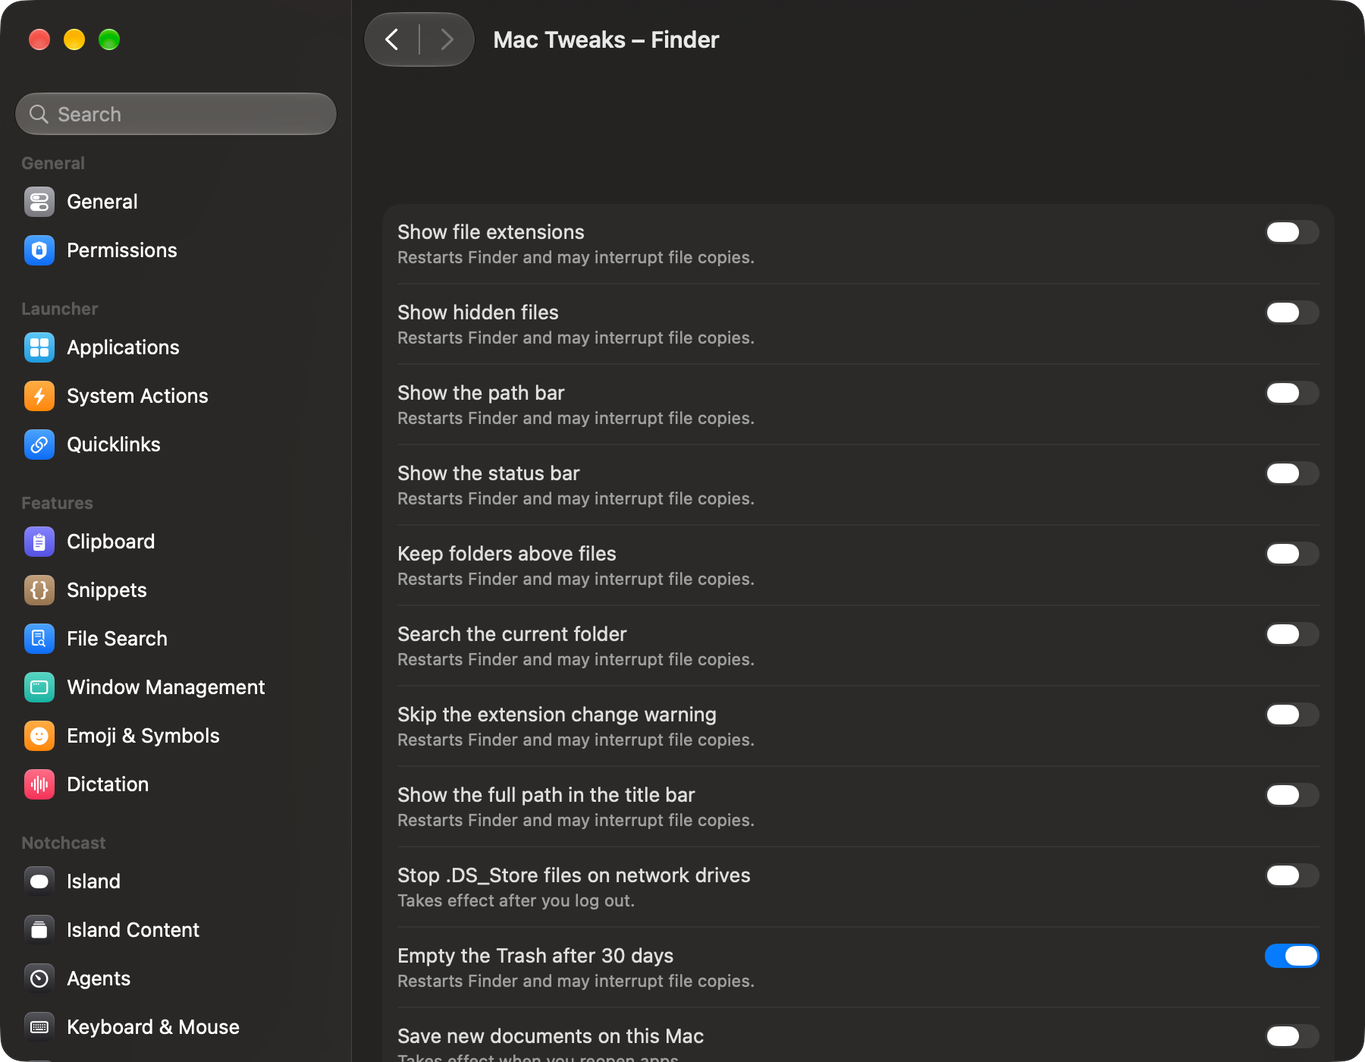 Mac Tweaks – Finder
Search
General
General
Permissions
Launcher
Applications
System Actions
Quicklinks
Features
Clipboard
Snippets
File Search
Window Management
Emoji & Symbols
Dictation
Notchcast
Island
Island Content
Agents
Keyboard & Mouse
Show file extensions
Restarts Finder and may interrupt file copies.
Show hidden files
Restarts Finder and may interrupt file copies.
Show the path bar
Restarts Finder and may interrupt file copies.
Show the status bar
Restarts Finder and may interrupt file copies.
Keep folders above files
Restarts Finder and may interrupt file copies.
Search the current folder
Restarts Finder and may interrupt file copies.
Skip the extension change warning
Restarts Finder and may interrupt file copies.
Show the full path in the title bar
Restarts Finder and may interrupt file copies.
Stop .DS_Store files on network drives
Takes effect after you log out.
Empty the Trash after 30 days
Restarts Finder and may interrupt file copies.
Save new documents on this Mac
Takes effect when you reopen apps.